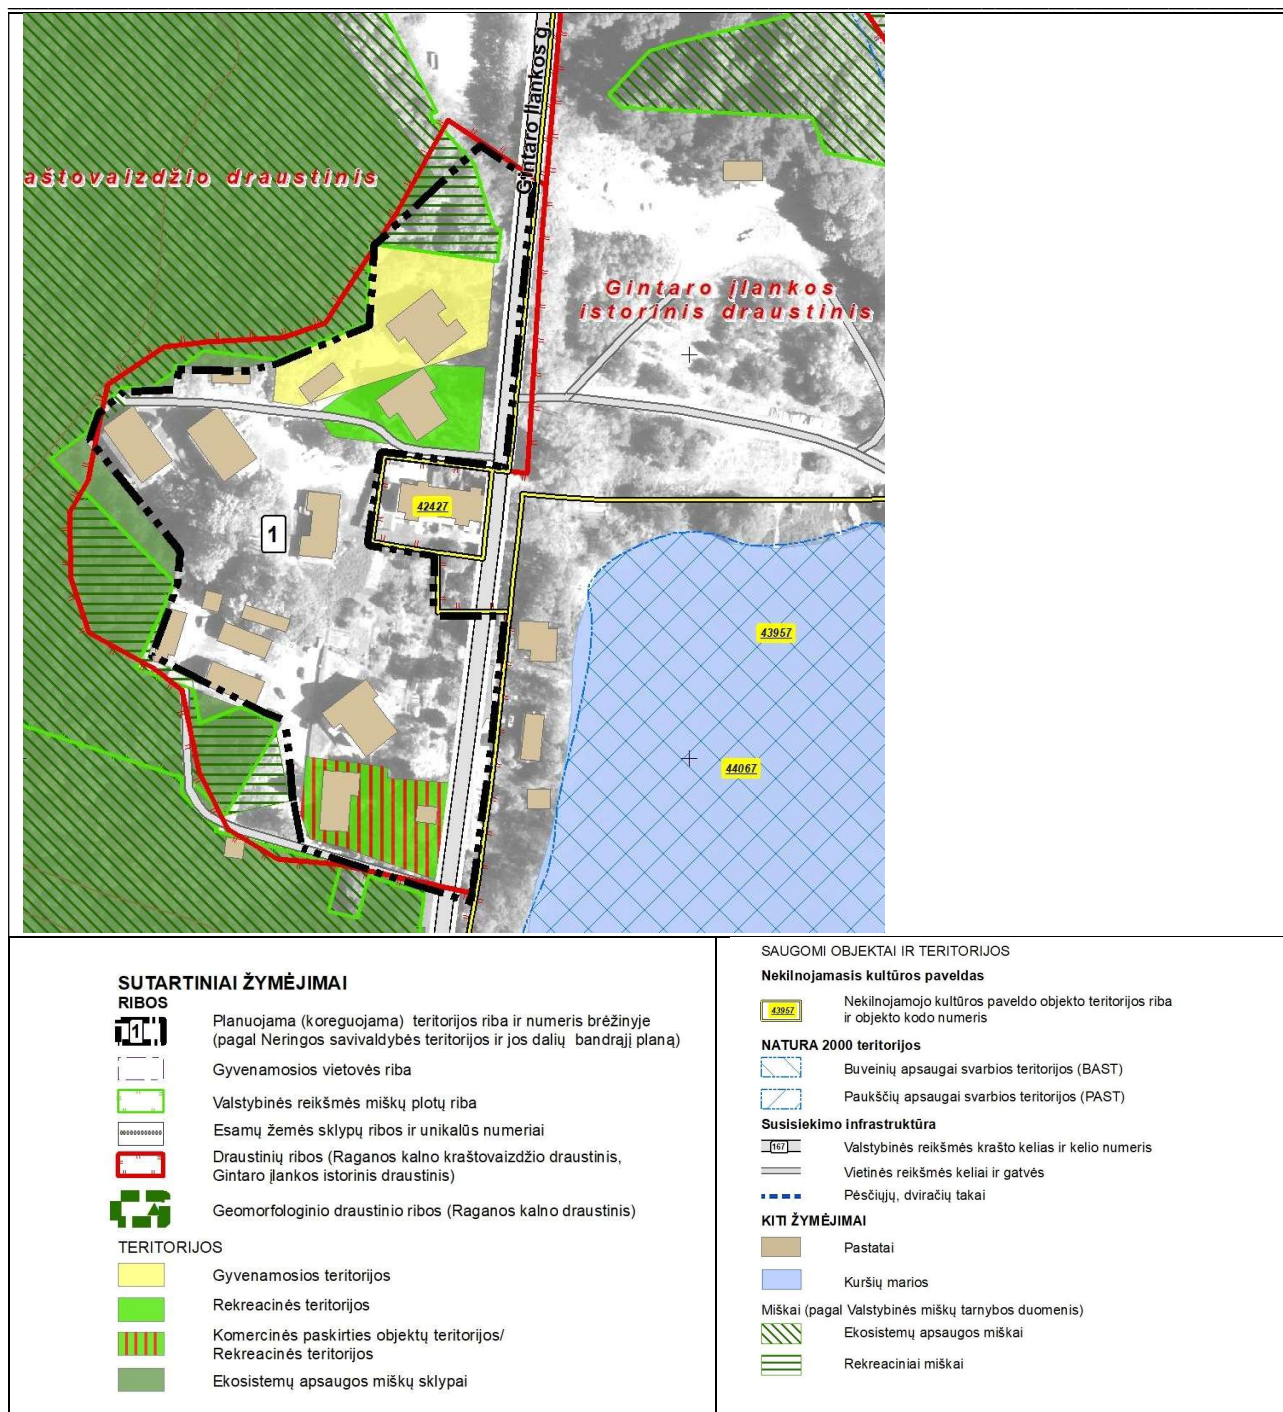 Gintaro įlankos g.
aštovaizdžio draustinis
Gintaro įlankos
istorinis draustinis
42427
1
43957
44067
SUTARTINIAI ŽYMĖJIMAI
RIBOS
1
Planuojama (koreguojama) teritorijos riba ir numeris brėžinyje
(pagal Neringos savivaldybės teritorijos ir jos dalių bandrąjį planą)
Gyvenamosios vietovės riba
Valstybinės reikšmės miškų plotų riba
Esamų žemės sklypų ribos ir unikalūs numeriai
Draustinių ribos (Raganos kalno kraštovaizdžio draustinis,
Gintaro įlankos istorinis draustinis)
Geomorfologinio draustinio ribos (Raganos kalno draustinis)
TERITORIJOS
Gyvenamosios teritorijos
Rekreacinės teritorijos
Komercinės paskirties objektų teritorijos/
Rekreacinės teritorijos
Ekosistemų apsaugos miškų sklypai
SAUGOMI OBJEKTAI IR TERITORIJOS
Nekilnojamasis kultūros paveldas
43957
Nekilnojamojo kultūros paveldo objekto teritorijos riba
ir objekto kodo numeris
NATURA 2000 teritorijos
Buveinių apsaugai svarbios teritorijos (BAST)
Paukščių apsaugai svarbios teritorijos (PAST)
Susisiekimo infrastruktūra
167
Valstybinės reikšmės krašto kelias ir kelio numeris
Vietinės reikšmės keliai ir gatvės
Pėsčiųjų, dviračių takai
KITI ŽYMĖJIMAI
Pastatai
Kuršių marios
Miškai (pagal Valstybinės miškų tarnybos duomenis)
Ekosistemų apsaugos miškai
Rekreaciniai miškai